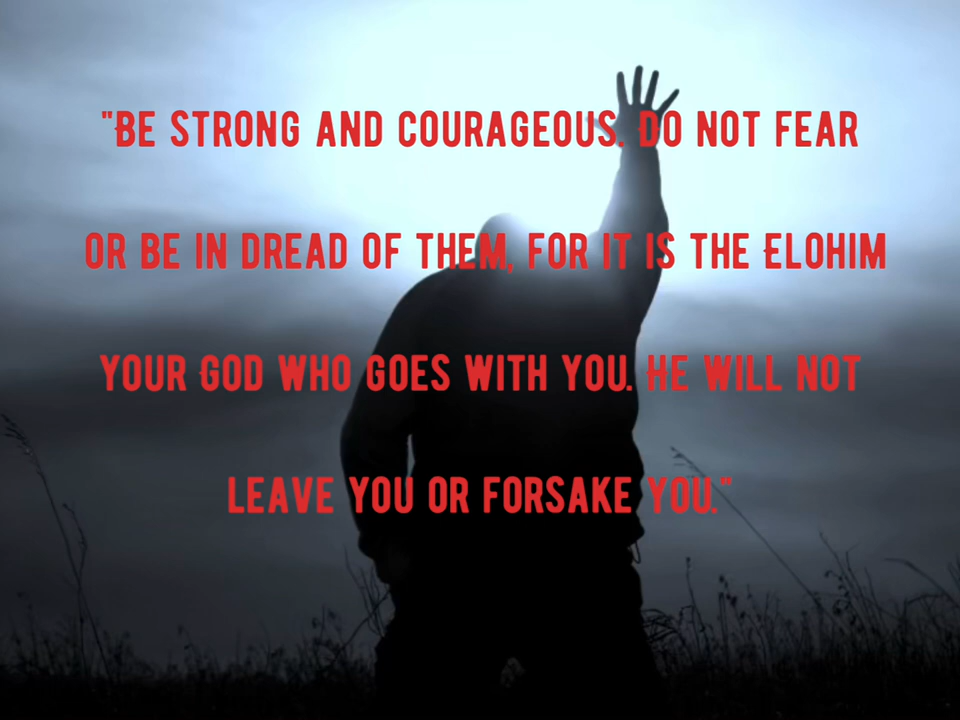 "Be strong and courageous. Do not fear
or be in dread of them, for it is the Elohim
your God who goes with you. He will not
leave you or forsake you."